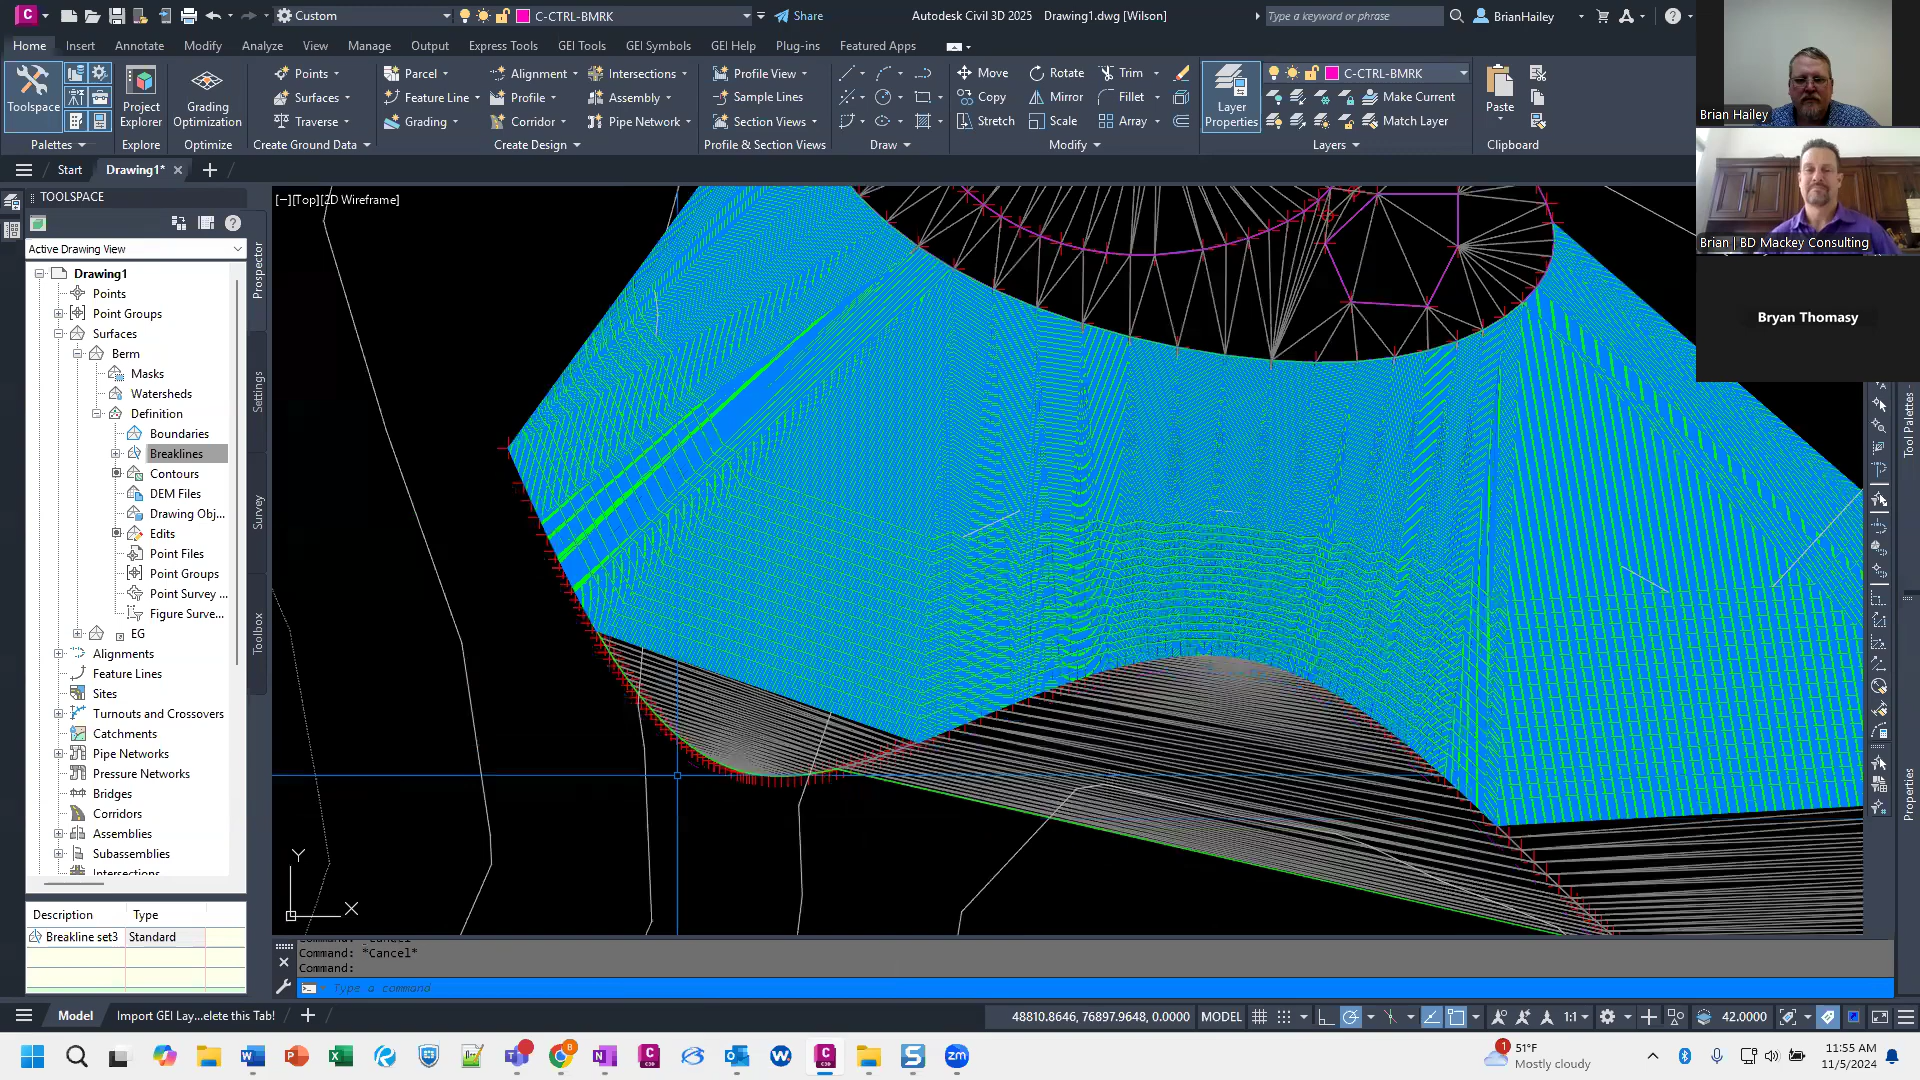 Custom
C-CTRL-BMRK
Share
Autodesk Civil 3D 2025 Drawing1.dwg [Wilson]
Type a keyword or phrase
BrianHailey
Home Insert Annotate Modify Analyze View Manage Output Express Tools GEI Tools GEI Symbols GEI Help Plug-ins Featured Apps
Toolspace
Project Explorer
Grading Optimization
Points
Surfaces
Traverse
Parcel
Feature Line
Grading
Alignment
Profile
Corridor
Intersections
Assembly
Pipe Network
Profile View
Sample Lines
Section Views
Move
Copy
Stretch
Rotate
Mirror
Scale
Trim
Fillet
Array
Layer Properties
C-CTRL-BMRK
Make Current
Match Layer
Paste
Palettes Explore Optimize Create Ground Data Create Design Profile & Section Views Draw Modify Layers Clipboard
Start Drawing1*
Brian Hailey
Brian | BD Mackey Consulting
Bryan Thomasy
TOOLSPACE
Active Drawing View
Drawing1
Points
Point Groups
Surfaces
Berm
Masks
Watersheds
Definition
Boundaries
Breaklines
Contours
DEM Files
Drawing Obj...
Edits
Point Files
Point Groups
Point Survey ...
Figure Surve...
EG
Alignments
Feature Lines
Sites
Turnouts and Crossovers
Catchments
Pipe Networks
Pressure Networks
Bridges
Corridors
Assemblies
Subassemblies
Intersections
Prospector
Settings
Survey
Toolbox
Description Type
Breakline set3 Standard
[−][Top][2D Wireframe]
Y
X
Tool Palettes
Properties
Command: *Cancel*
Command: *Cancel*
Command:
Type a command
Model Import GEI Lay...elete this Tab!
48810.8646, 76897.9648, 0.0000 MODEL
1:1
42.0000
1
51°F
Mostly cloudy
11:55 AM
11/5/2024